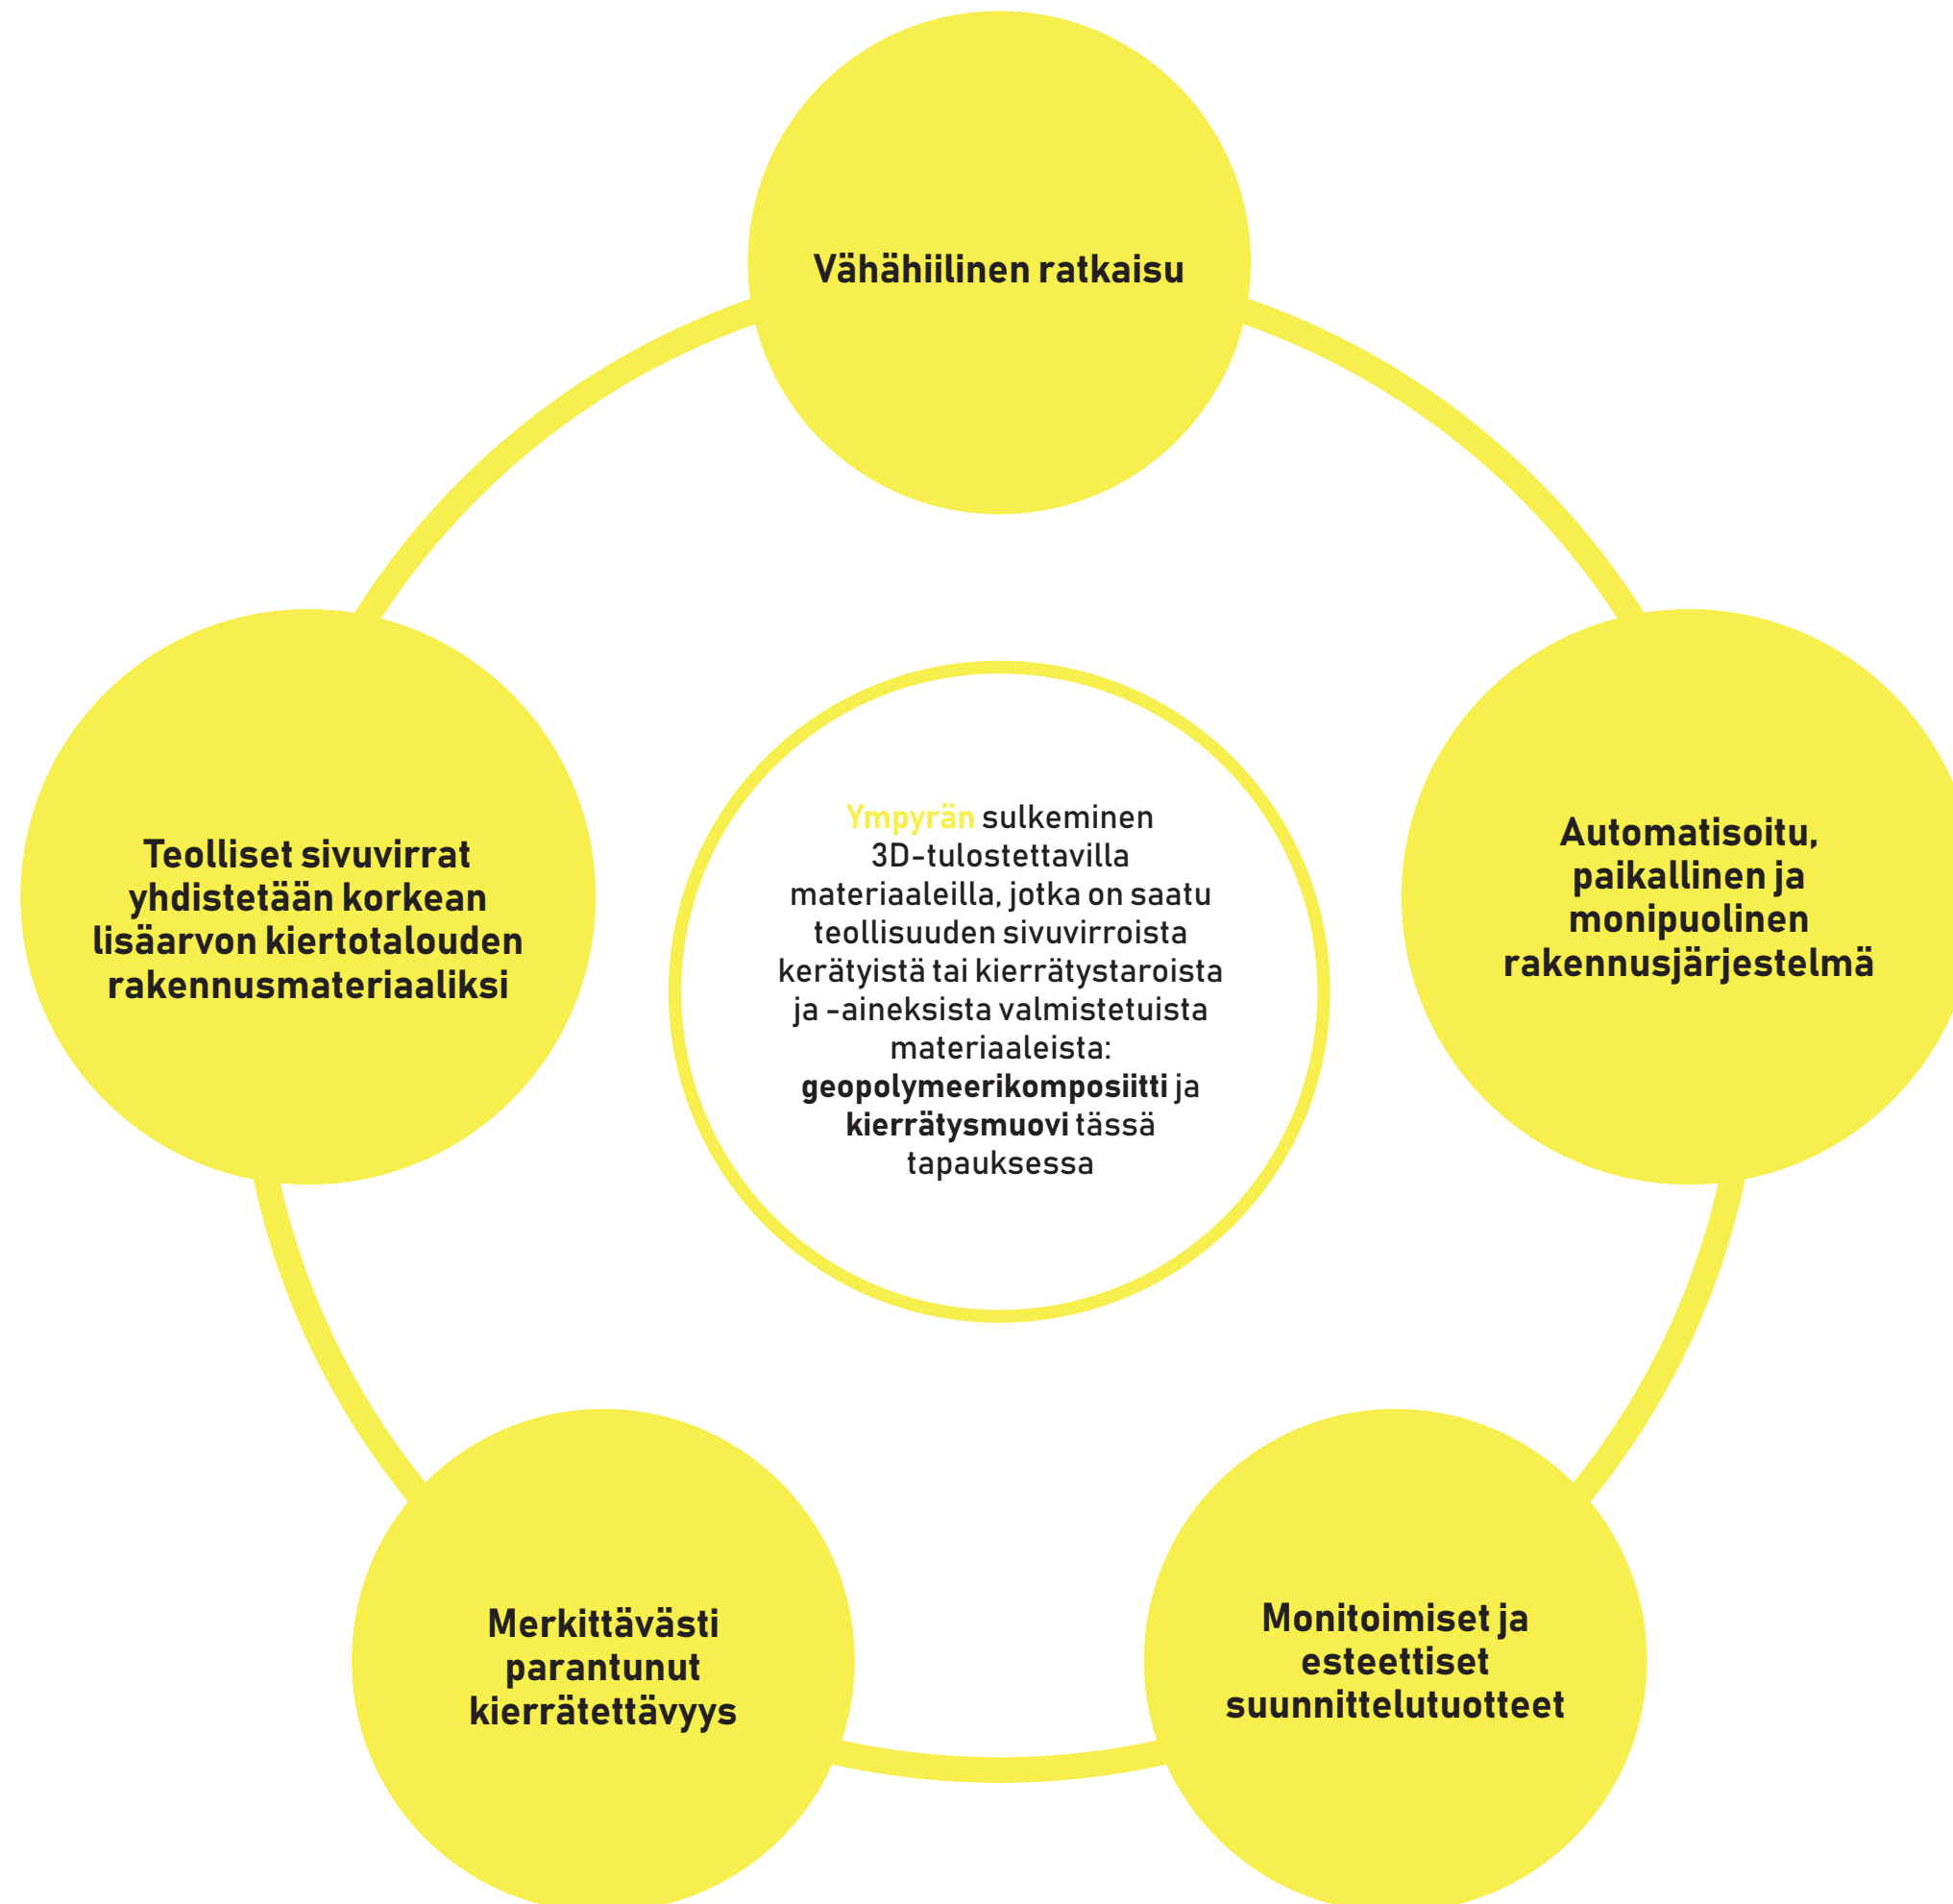 Vähähiilinen ratkaisu
Automatisoitu,
paikallinen ja
monipuolinen
rakennusjärjestelmä
Monitoimiset ja
esteettiset
suunnittelutuotteet
Merkittävästi
parantunut
kierrätettävyys
Teolliset sivuvirrat
yhdistetään korkean
lisäarvon kiertotalouden
rakennusmateriaaliksi
Ympyrän sulkeminen
3D-tulostettavilla
materiaaleilla, jotka on saatu
teollisuuden sivuvirroista
kerätyistä tai kierrätystaroista
ja -aineksista valmistetuista
materiaaleista:
geopolymeerikomposiitti ja
kierrätysmuovi tässä
tapauksessa